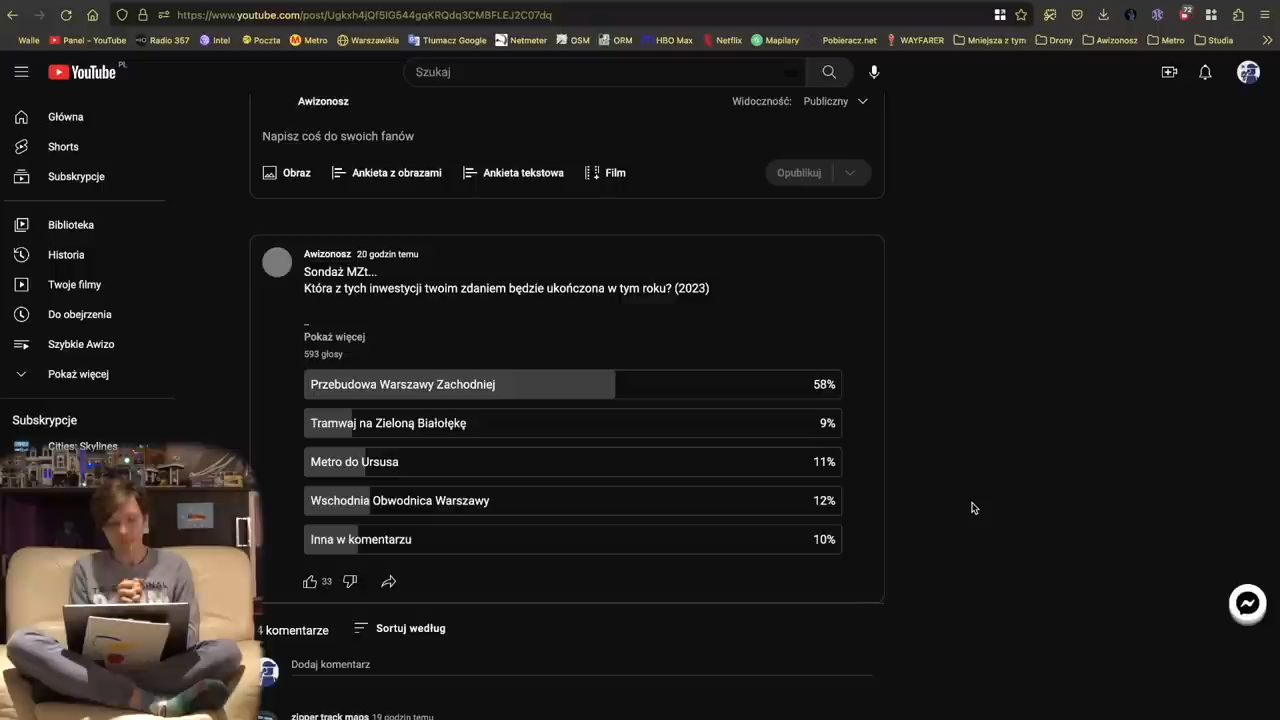 https://www.youtube.com/post/Ugkxh4jQf5IG544gqKRQdq3CMBFLEJ2C07dq
72
Walle Panel - YouTube Radio 357 Intel Poczta Metro Warszawikia Tłumacz Google Netmeter OSM ORM HBO Max Netflix Mapilary Pobieracz.net WAYFARER Mniejsza z tym Drony Awizonosz Metro Studia
YouTube PL
Szukaj
Główna
Shorts
Subskrypcje
Biblioteka
Historia
Twoje filmy
Do obejrzenia
Szybkie Awizo
Pokaż więcej
Subskrypcje
Cities: Skylines
Awizonosz
Widoczność: Publiczny
Napisz coś do swoich fanów
Obraz Ankieta z obrazami Ankieta tekstowa Film Opublikuj
Awizonosz 20 godzin temu
Sondaż MZt...
Która z tych inwestycji twoim zdaniem będzie ukończona w tym roku? (2023)
Pokaż więcej
593 głosy
Przebudowa Warszawy Zachodniej 58%
Tramwaj na Zieloną Białołękę 9%
Metro do Ursusa 11%
Wschodnia Obwodnica Warszawy 12%
Inna w komentarzu 10%
33
4 komentarze Sortuj według
Dodaj komentarz
zipper track maps 19 godzin temu